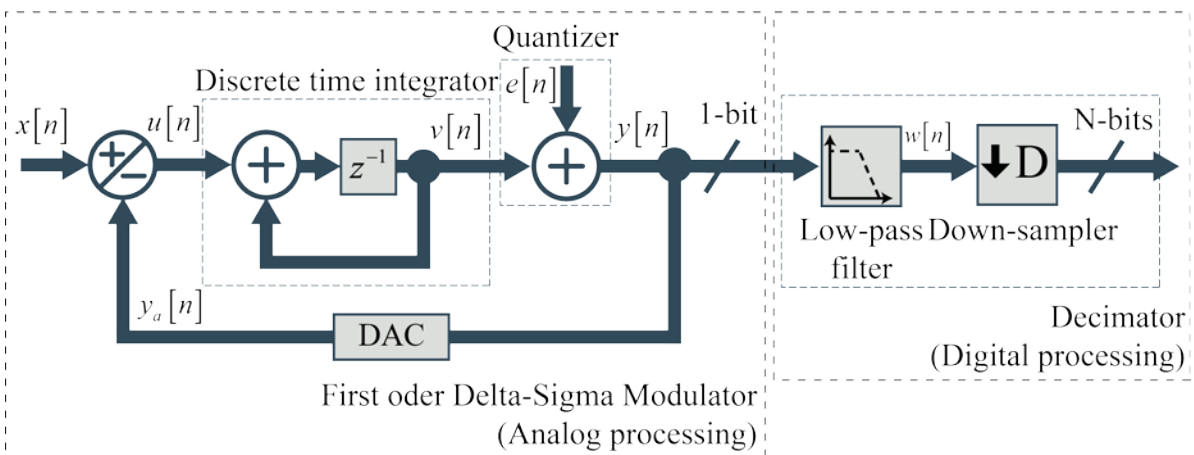 Quantizer
Discrete time integrator
e[n]
x[n]
u[n]
v[n]
y[n]
1-bit
N-bits
w[n]
+
−
+
z⁻¹
+
D
Low-pass
filter
Down-sampler
yₐ[n]
DAC
Decimator
(Digital processing)
First oder Delta-Sigma Modulator
(Analog processing)